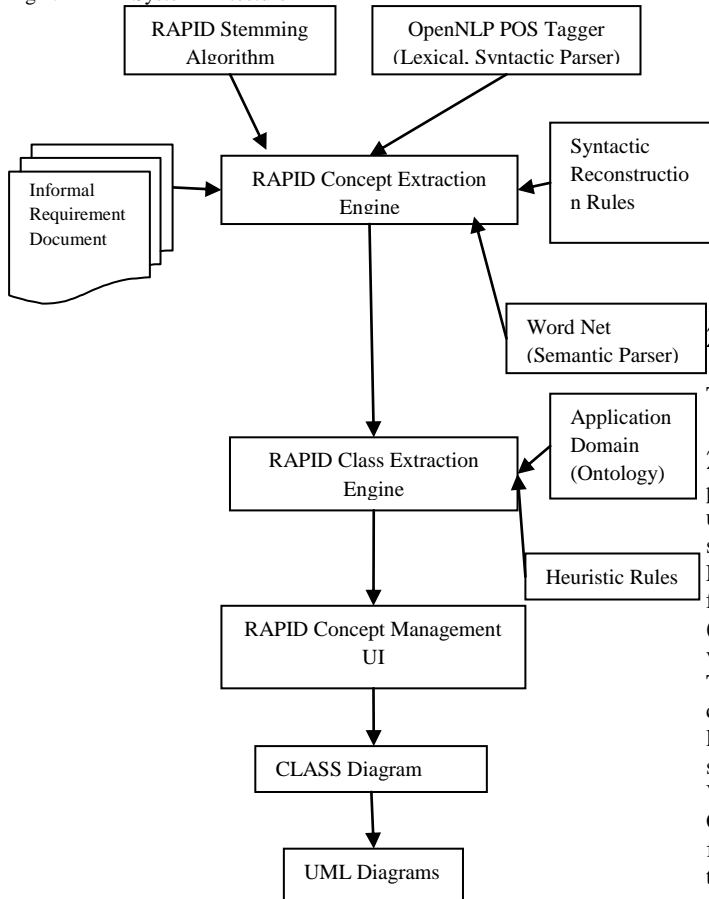 RAPID Stemming
Algorithm
OpenNLP POS Tagger
(Lexical, Syntactic Parser)
Informal
Requirement
Document
RAPID Concept Extraction
Engine
Syntactic
Reconstructio
n Rules
Word Net
(Semantic Parser)
Application
Domain
(Ontology)
RAPID Class Extraction
Engine
Heuristic Rules
RAPID Concept Management
UI
CLASS Diagram
UML Diagrams